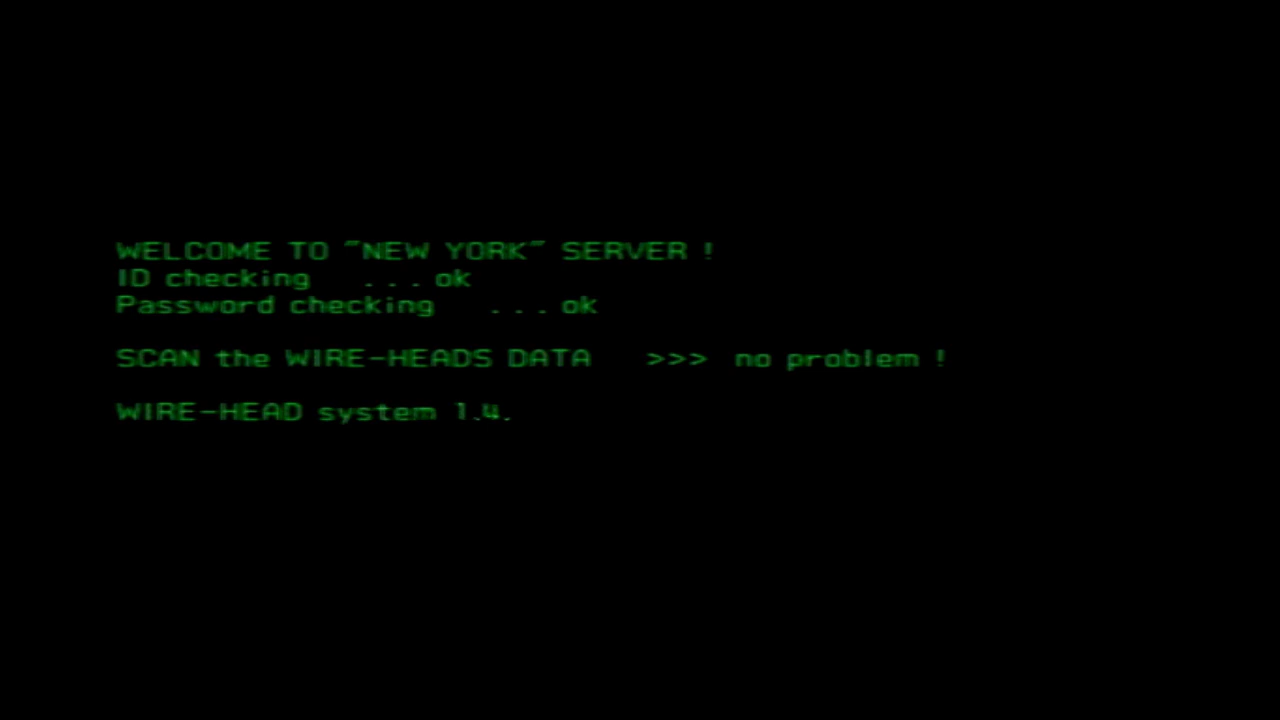 WELCOME TO "NEW YORK" SERVER !
ID checking ...ok
Password checking ...ok
SCAN the WIRE-HEADS DATA >>> no problem !
WIRE-HEAD system 1.4.